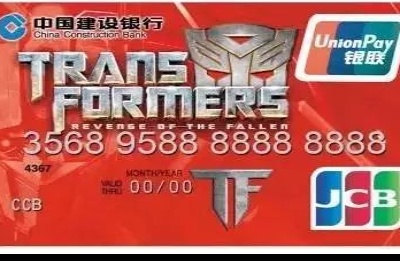 中国建设银行
China Construction Bank
UnionPay
银联
TRANS
FORMERS
REVENGE OF THE FALLEN
3568 9588 8888 8888
4367
MONTH/YEAR
VALID
THRU
00/00
TF
CCB
JCB